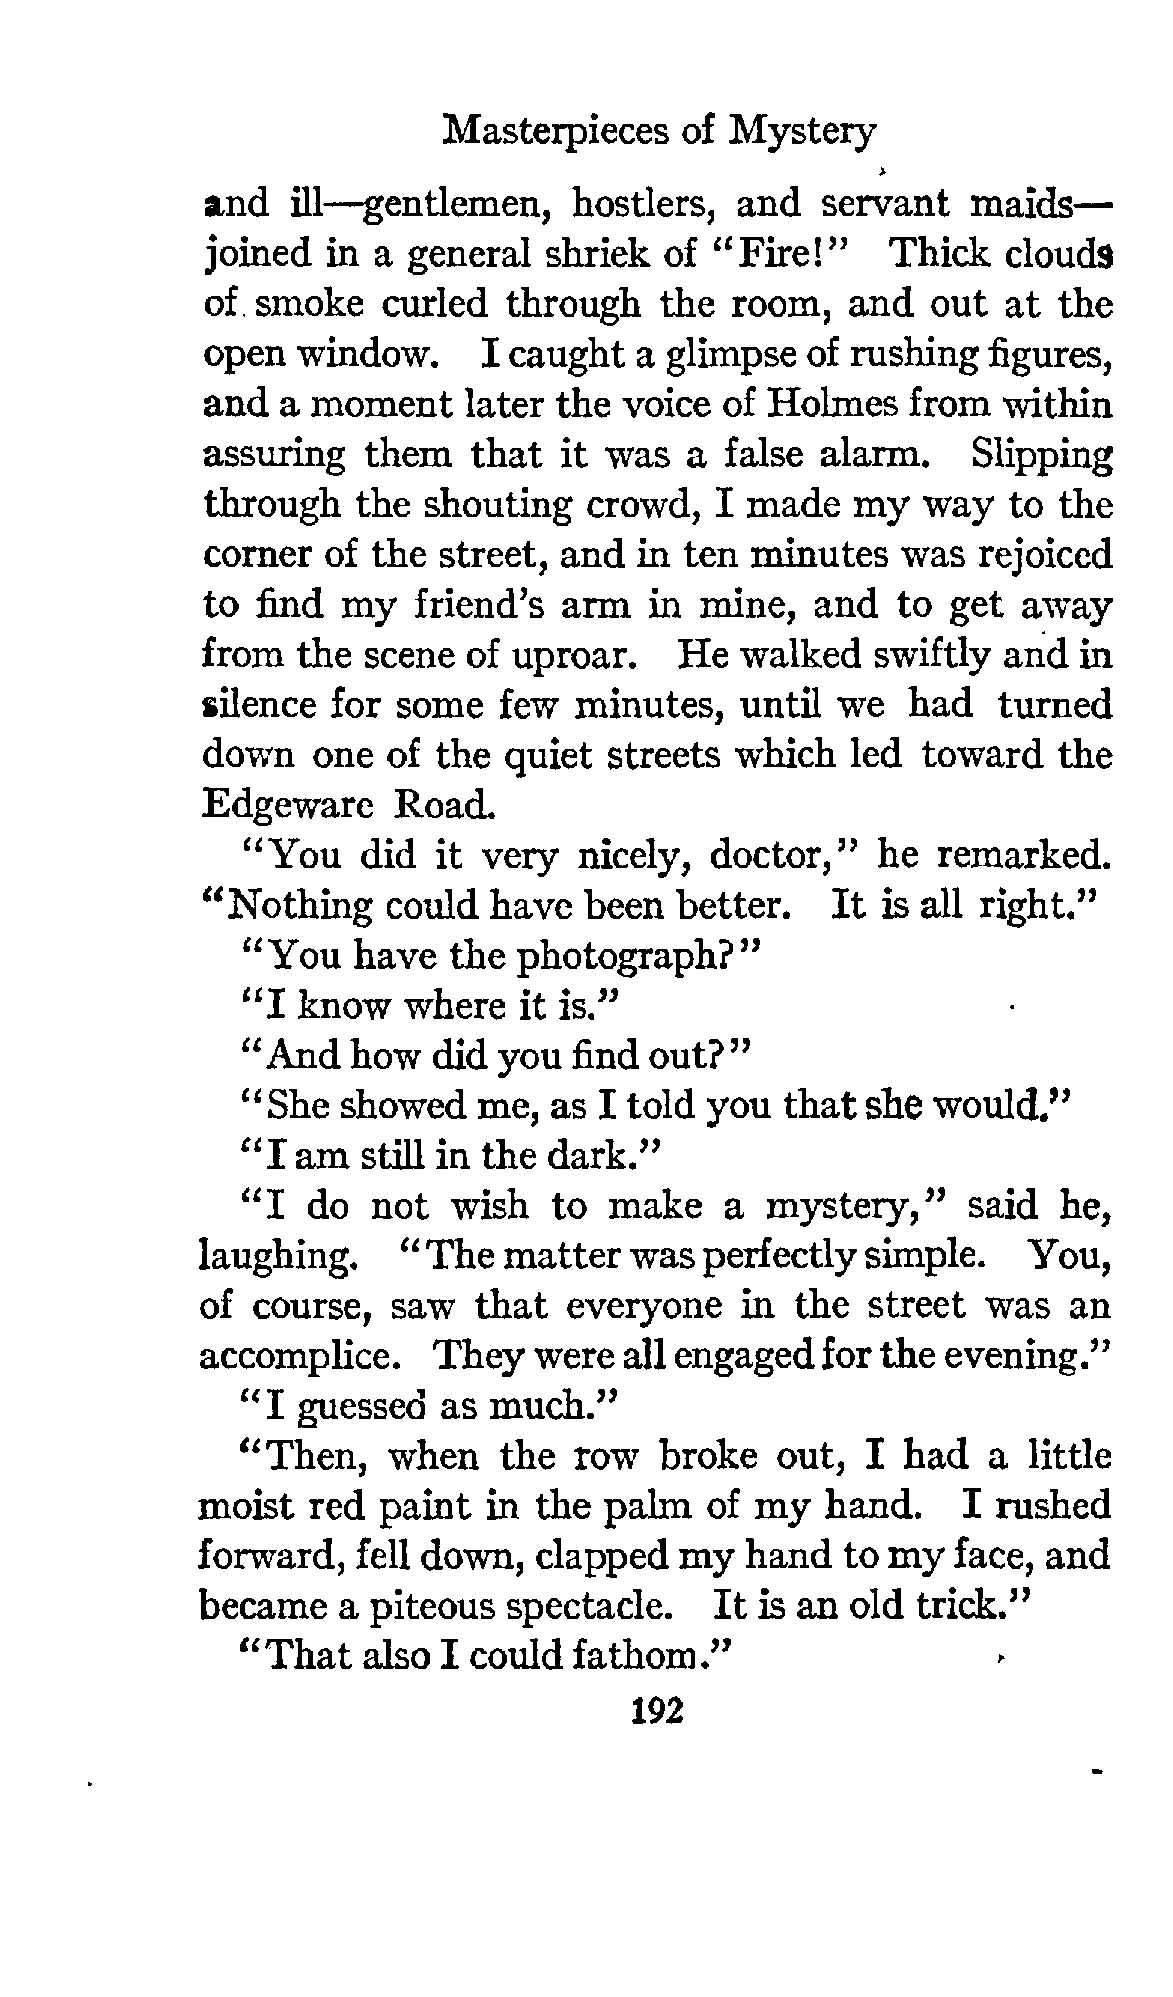 Masterpieces of Mystery
and ill—gentlemen, hostlers, and servant maids—
joined in a general shriek of "Fire!" Thick clouds
of smoke curled through the room, and out at the
open window. I caught a glimpse of rushing figures,
and a moment later the voice of Holmes from within
assuring them that it was a false alarm. Slipping
through the shouting crowd, I made my way to the
corner of the street, and in ten minutes was rejoiced
to find my friend's arm in mine, and to get away
from the scene of uproar. He walked swiftly and in
silence for some few minutes, until we had turned
down one of the quiet streets which led toward the
Edgeware Road.
"You did it very nicely, doctor," he remarked.
"Nothing could have been better. It is all right."
"You have the photograph?"
"I know where it is."
"And how did you find out?"
"She showed me, as I told you that she would."
"I am still in the dark."
"I do not wish to make a mystery," said he,
laughing. "The matter was perfectly simple. You,
of course, saw that everyone in the street was an
accomplice. They were all engaged for the evening."
"I guessed as much."
"Then, when the row broke out, I had a little
moist red paint in the palm of my hand. I rushed
forward, fell down, clapped my hand to my face, and
became a piteous spectacle. It is an old trick."
"That also I could fathom."
192